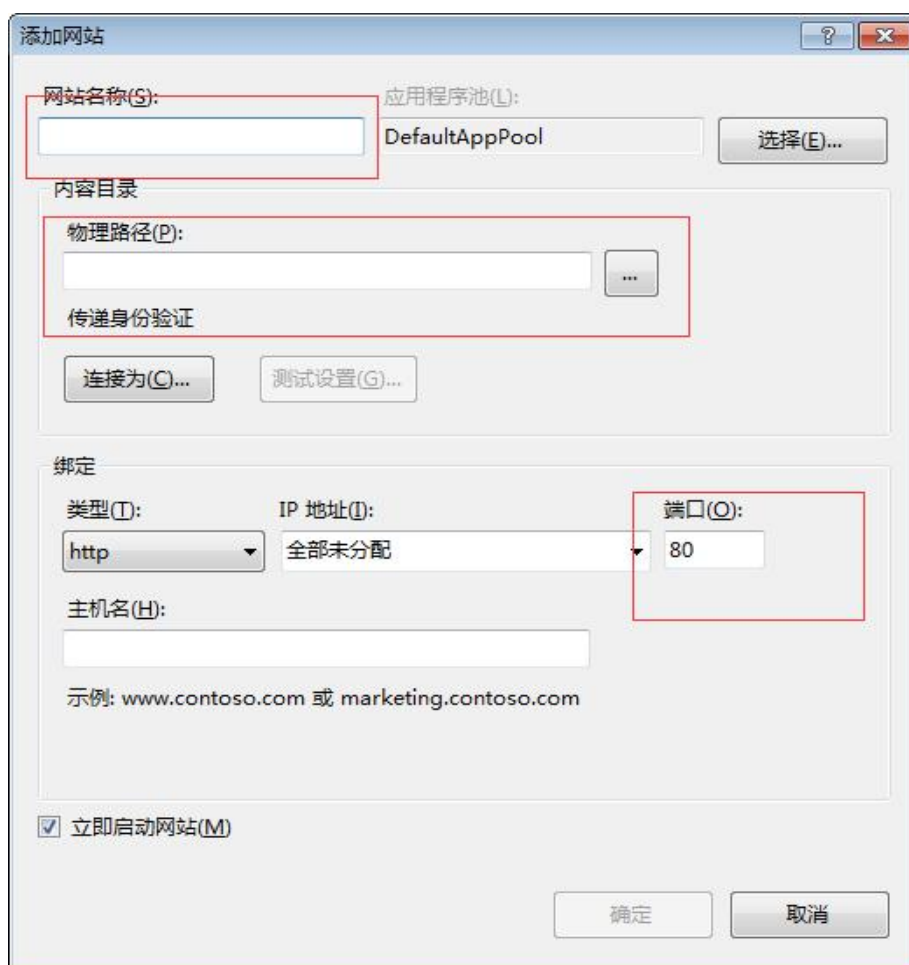 添加网站
网站名称(S): 应用程序池(L):
DefaultAppPool 选择(E)...
内容目录
物理路径(P):
...
传递身份验证
连接为(C)... 测试设置(G)...
绑定
类型(T): IP 地址(I): 端口(O):
http 全部未分配 80
主机名(H):
示例: www.contoso.com 或 marketing.contoso.com
立即启动网站(M)
确定 取消